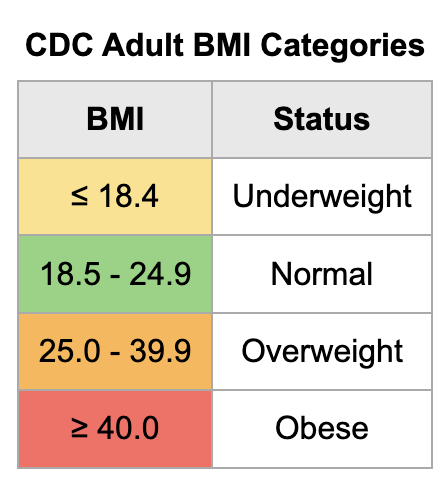 CDC Adult BMI Categories
BMI Status
≤ 18.4 Underweight
18.5 - 24.9 Normal
25.0 - 39.9 Overweight
≥ 40.0 Obese